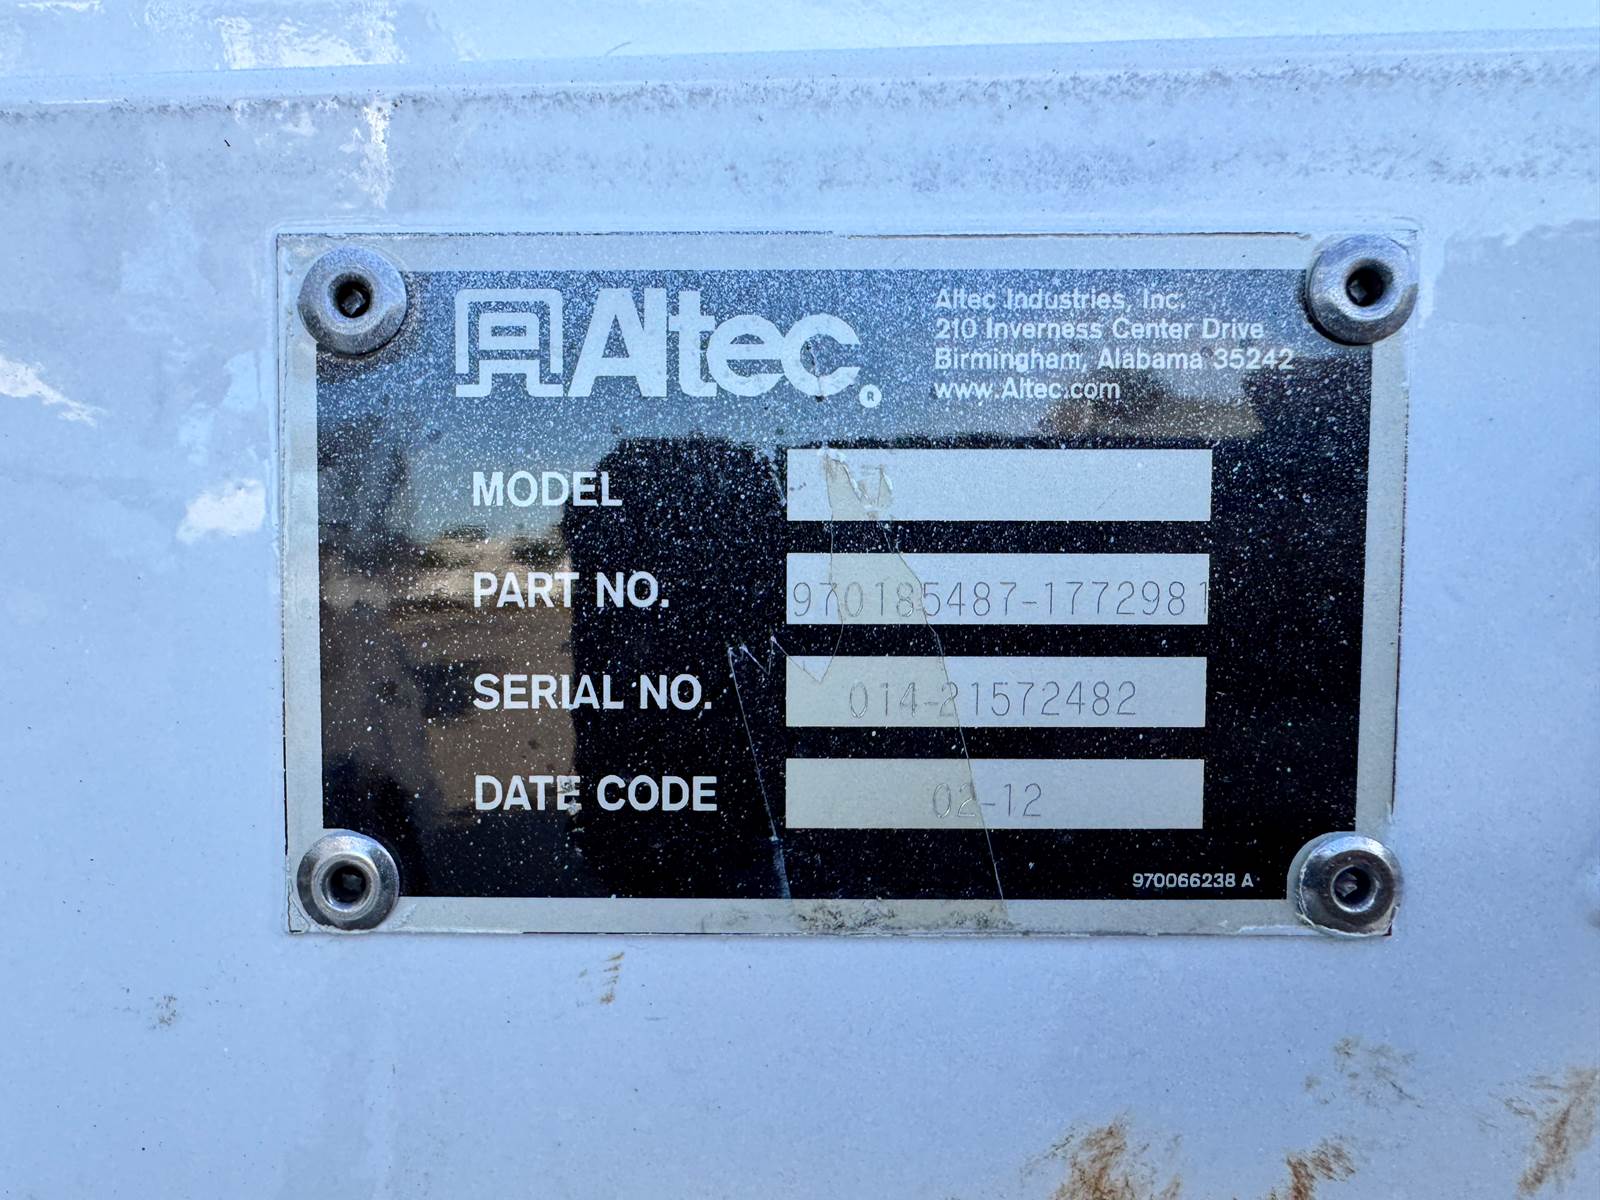 Altec®
Altec Industries, Inc.
210 Inverness Center Drive
Birmingham, Alabama 35242
www.Altec.com
MODEL
PART NO. 970185487-1772981
SERIAL NO. 014-21572482
DATE CODE 02-12
970066238 A